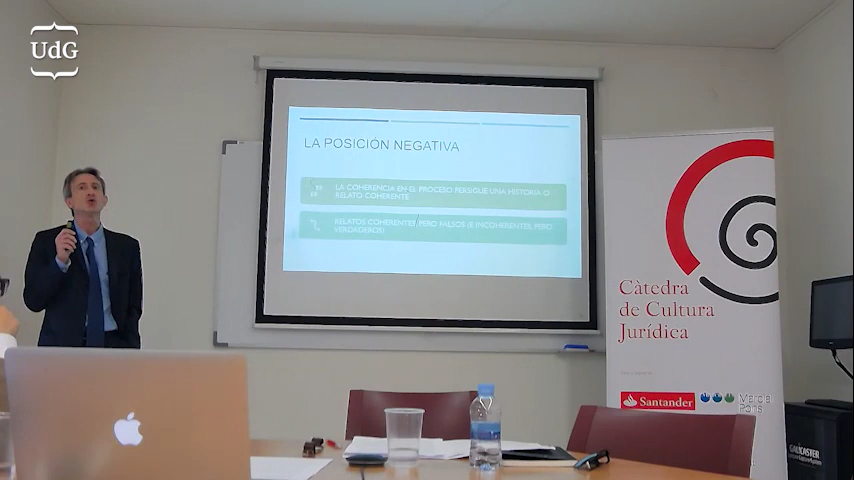 UdG
LA POSICIÓN NEGATIVA
LA COHERENCIA EN EL PROCESO PERSIGUE UNA HISTORIA O
RELATO COHERENTE
RELATOS COHERENTES PERO FALSOS (E INCOHERENTES, PERO
VERDADEROS)
Càtedra
de Cultura
Jurídica
Santander
Marcial
Pons